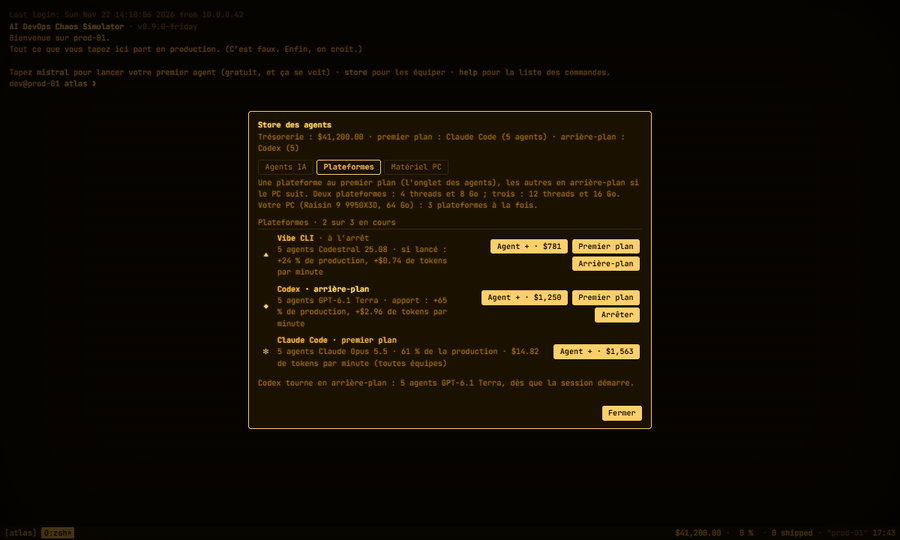 Last login: Sun Nov 22 14:18:06 2026 from 10.0.0.42
AI DevOps Chaos Simulator · v0.9.0-friday
Bienvenue sur prod-01.
Tout ce que vous tapez ici part en production. (C'est faux. Enfin, on croit.)
Tapez mistral pour lancer votre premier agent (gratuit, et ça se voit) · store pour les équiper · help pour la liste des commandes.
dev@prod-01 atlas ❯
Store des agents
Trésorerie : $41,200.00 · premier plan : Claude Code (5 agents) · arrière-plan :
Codex (5)
Agents IA Plateformes Matériel PC
Une plateforme au premier plan (l'onglet des agents), les autres en arrière-plan si
le PC suit. Deux plateformes : 4 threads et 8 Go ; trois : 12 threads et 16 Go.
Votre PC (Raisin 9 9950X3D, 64 Go) : 3 plateformes à la fois.
Plateformes · 2 sur 3 en cours
Vibe CLI · à l'arrêt
5 agents Codestral 25.08 · si lancé :
+24 % de production, +$0.74 de tokens
par minute
Agent + · $781 Premier plan
Arrière-plan
Codex · arrière-plan
5 agents GPT-6.1 Terra · apport : +65
% de production, +$2.96 de tokens par
minute
Agent + · $1,250 Premier plan
Arrêter
Claude Code · premier plan
5 agents Claude Opus 5.5 · 61 % de la production · $14.82
de tokens par minute (toutes équipes)
Agent + · $1,563
Codex tourne en arrière-plan : 5 agents GPT-6.1 Terra, dès que la session démarre.
Fermer
[atlas] 0:zsh* $41,200.00 · 0 % · 0 shipped · "prod-01" 17:43